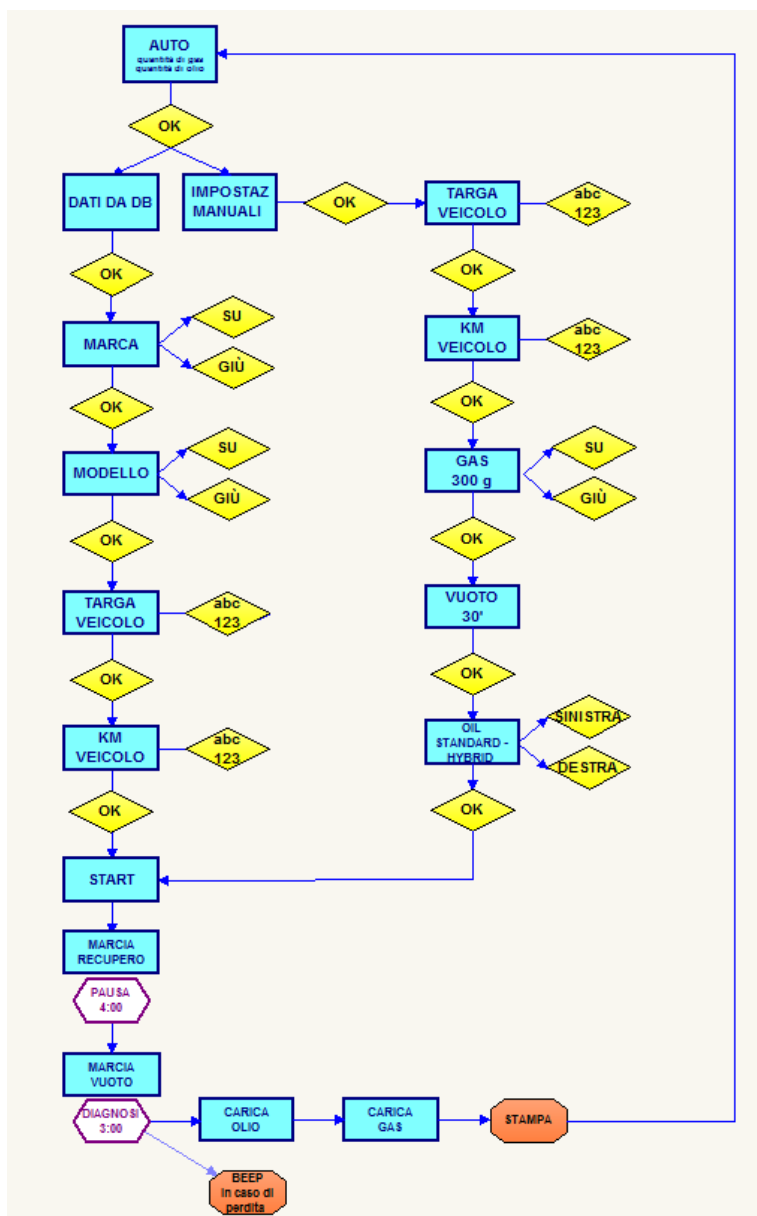 AUTO
quantità di gas
quantità di olio
OK
DATI DA DB
IMPOSTAZ
MANUALI
OK
TARGA
VEICOLO
abc
123
OK
OK
MARCA
SU
GIÙ
KM
VEICOLO
abc
123
OK
OK
MODELLO
SU
GIÙ
GAS
300 g
SU
GIÙ
OK
OK
TARGA
VEICOLO
abc
123
VUOTO
30'
OK
OK
KM
VEICOLO
abc
123
OIL
STANDARD -
HYBRID
SINISTRA
DESTRA
OK
OK
START
MARCIA
RECUPERO
PAUSA
4:00
MARCIA
VUOTO
DIAGNOSI
3:00
CARICA
OLIO
CARICA
GAS
STAMPA
BEEP
in caso di
perdita